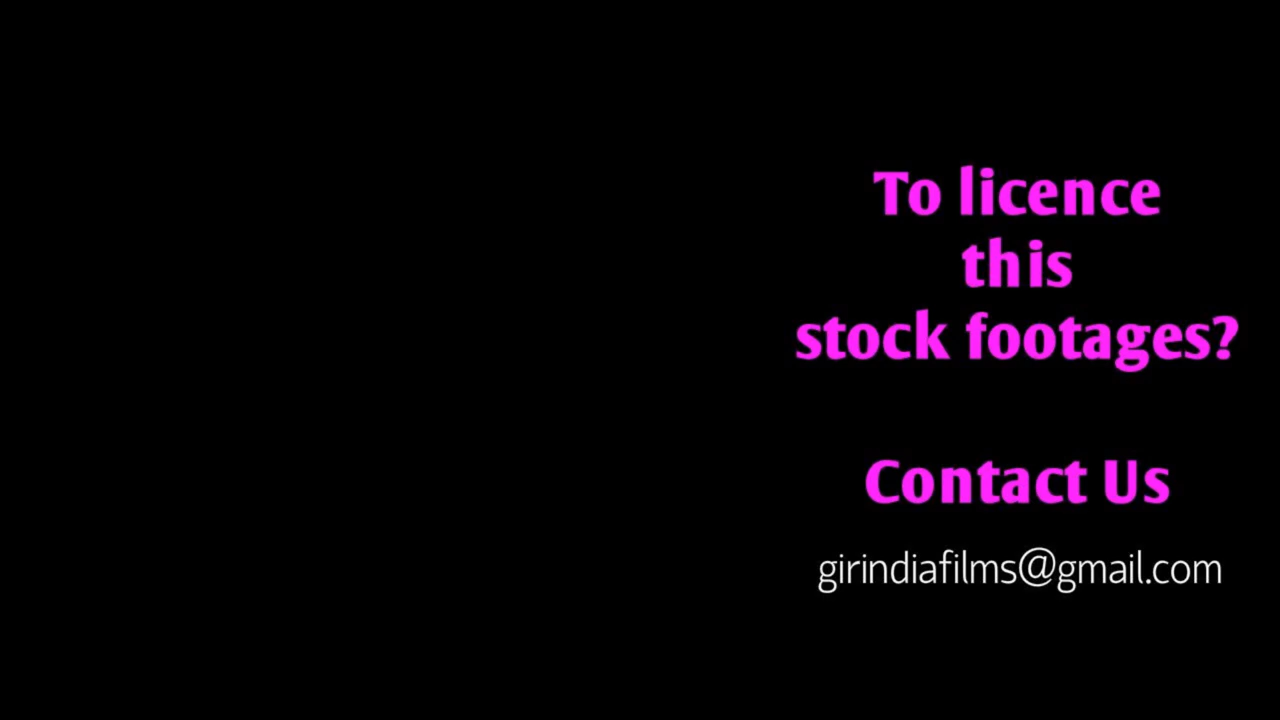 To licence
this
stock footages?
Contact Us
girindiafilms@gmail.com